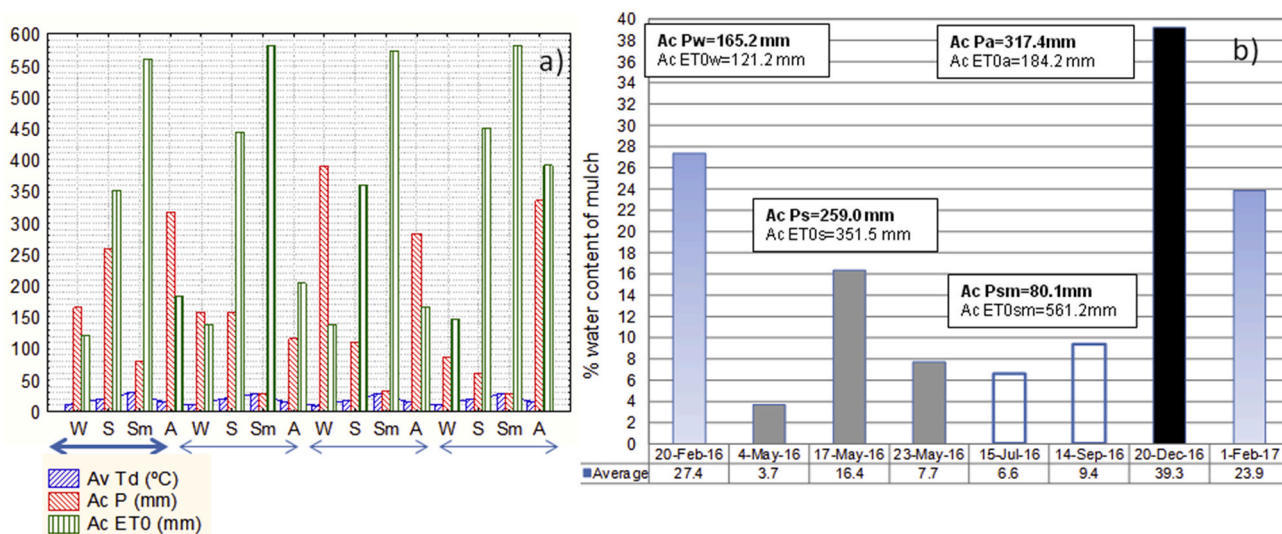 600
550
500
450
400
350
300
250
200
150
100
50
0
a)
W S Sm A W S Sm A W S Sm A W S Sm A
Av Td (ºC)
Ac P (mm)
Ac ET0 (mm)
% water content of mulch
40
38
36
34
32
30
28
26
24
22
20
18
16
14
12
10
8
6
4
2
0
b)
Ac Pw=165.2 mm
Ac ET0w=121.2 mm
Ac Pa=317.4mm
Ac ET0a=184.2 mm
Ac Ps=259.0 mm
Ac ET0s=351.5 mm
Ac Psm=80.1mm
Ac ET0sm=561.2mm
20-Feb-16 4-May-16 17-May-16 23-May-16 15-Jul-16 14-Sep-16 20-Dec-16 1-Feb-17
Average 27.4 3.7 16.4 7.7 6.6 9.4 39.3 23.9